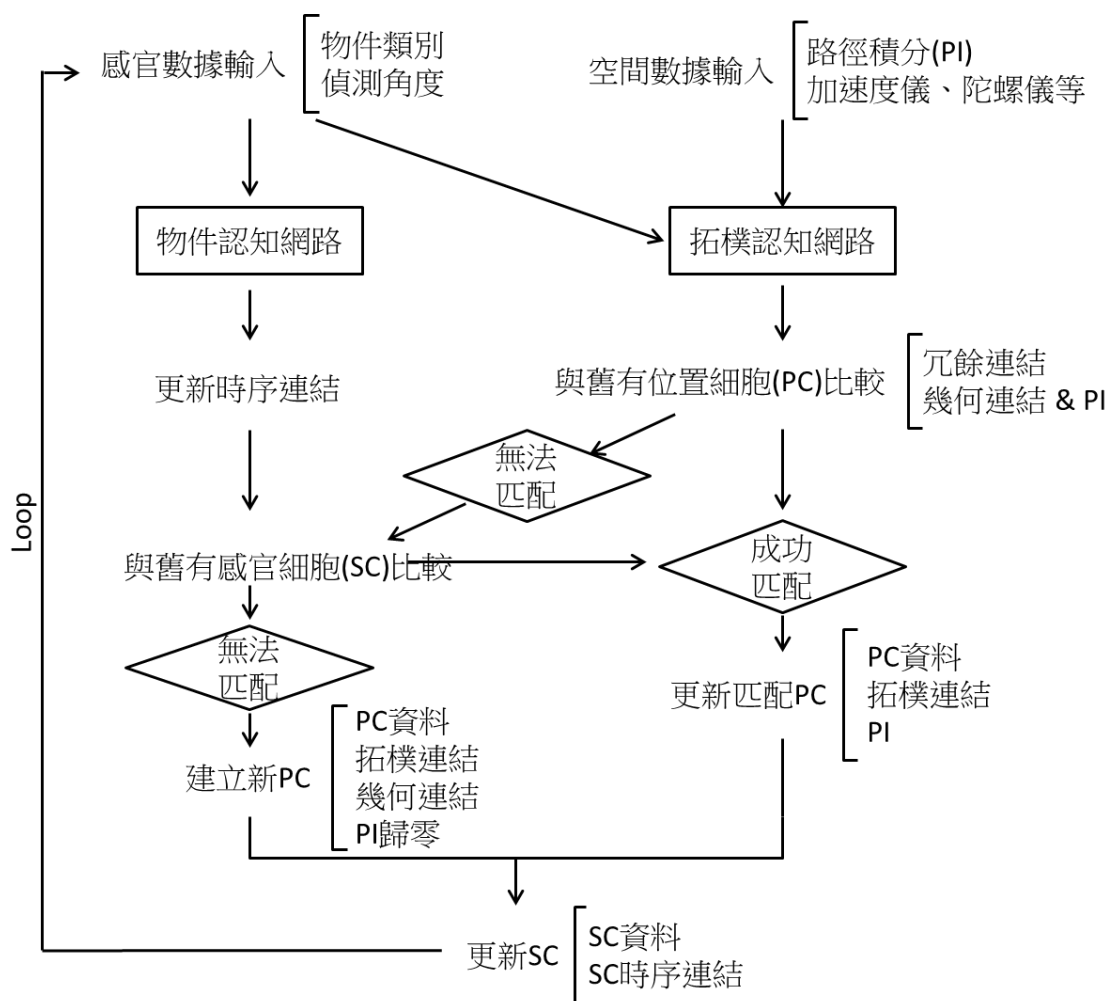 感官數據輸入
物件類別
偵測角度
空間數據輸入
路徑積分(PI)
加速度儀、陀螺儀等
物件認知網路
拓樸認知網路
更新時序連結
與舊有位置細胞(PC)比較
冗餘連結
幾何連結 & PI
無法
匹配
Loop
與舊有感官細胞(SC)比較
成功
匹配
無法
匹配
更新匹配PC
PC資料
拓樸連結
PI
建立新PC
PC資料
拓樸連結
幾何連結
PI歸零
更新SC
SC資料
SC時序連結